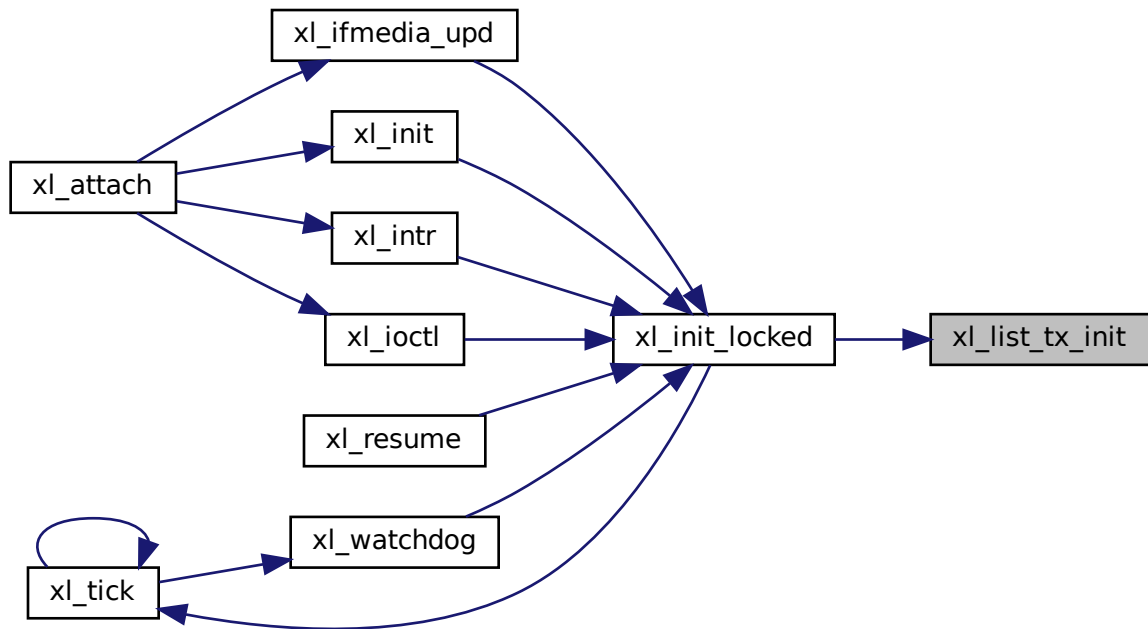 xl_ifmedia_upd
xl_init
xl_attach
xl_intr
xl_ioctl
xl_init_locked
xl_list_tx_init
xl_resume
xl_watchdog
xl_tick